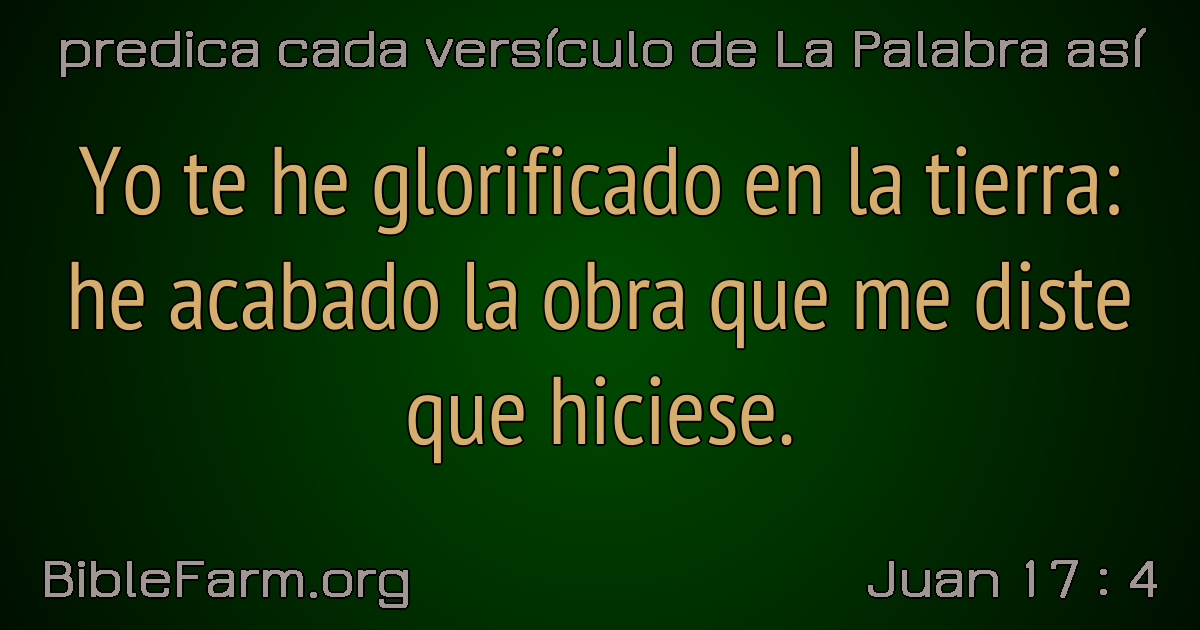 predica cada versículo de La Palabra así
Yo te he glorificado en la tierra:
he acabado la obra que me diste
que hiciese.
BibleFarm.org
Juan 17 : 4